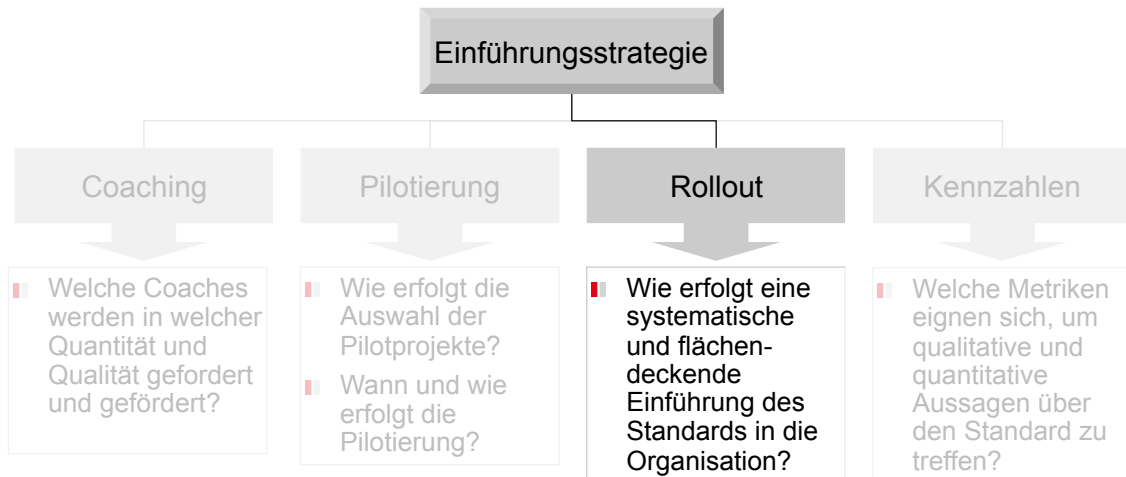 Einführungsstrategie
Coaching
Pilotierung
Rollout
Kennzahlen
Welche Coaches
werden in welcher
Quantität und
Qualität gefordert
und gefördert?
Wie erfolgt die
Auswahl der
Pilotprojekte?
Wann und wie
erfolgt die
Pilotierung?
Wie erfolgt eine
systematische
und flächen-
deckende
Einführung des
Standards in die
Organisation?
Welche Metriken
eignen sich, um
qualitative und
quantitative
Aussagen über
den Standard zu
treffen?